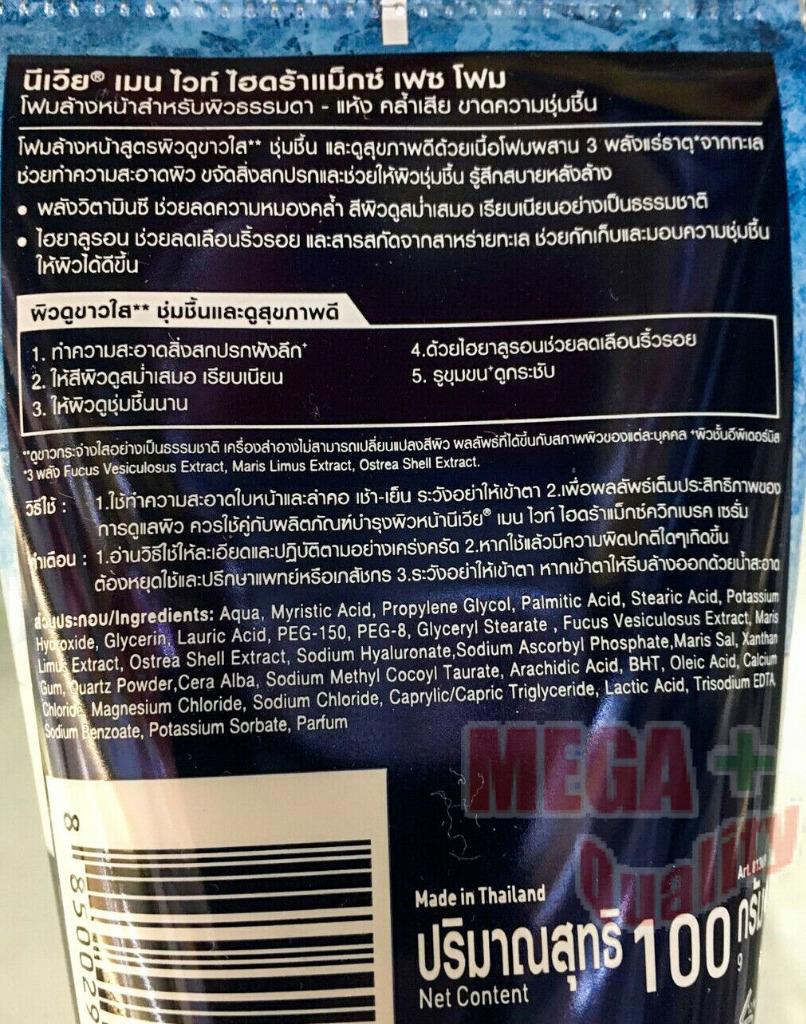 นีเวีย® เมน ไวท์ ไฮดร้าแม็กซ์ เฟซ โฟม
โฟมล้างหน้าสำหรับผิวธรรมดา - แห้ง คล้ำเสีย ขาดความชุ่มชื้น
โฟมล้างหน้าสูตรผิวดูขาวใส** ชุ่มชื้น และดูสุขภาพดีด้วยเนื้อโฟมผสาน 3 พลังแร่ธาตุ*จากทะเล
ช่วยทำความสะอาดผิว ขจัดสิ่งสกปรกและช่วยให้ผิวชุ่มชื้น รู้สึกสบายหลังล้าง
• พลังวิตามินซี ช่วยลดความหมองคล้ำ สีผิวดูสม่ำเสมอ เรียบเนียนอย่างเป็นธรรมชาติ
• ไฮยาลูรอน ช่วยลดเลือนริ้วรอย และสารสกัดจากสาหร่ายทะเล ช่วยกักเก็บและมอบความชุ่มชื้น
ให้ผิวได้ดีขึ้น
ผิวดูขาวใส** ชุ่มชื้นและดูสุขภาพดี
1. ทำความสะอาดสิ่งสกปรกฝังลึก⁺
2. ให้สีผิวดูสม่ำเสมอ เรียบเนียน
3. ให้ผิวดูชุ่มชื้นนาน
4.ด้วยไฮยาลูรอนช่วยลดเลือนริ้วรอย
5. รูขุมขน⁺ดูกระชับ
**ดูขาวกระจ่างใสอย่างเป็นธรรมชาติ เครื่องสำอางไม่สามารถเปลี่ยนแปลงสีผิว ผลลัพธ์ที่ได้ขึ้นกับสภาพผิวของแต่ละบุคคล ⁺ผิวชั้นอีพิเดอร์มิส
*3 พลัง Fucus Vesiculosus Extract, Maris Limus Extract, Ostrea Shell Extract.
วิธีใช้ : 1.ใช้ทำความสะอาดใบหน้าและลำคอ เช้า-เย็น ระวังอย่าให้เข้าตา 2.เพื่อผลลัพธ์เต็มประสิทธิภาพของ
การดูแลผิว ควรใช้คู่กับผลิตภัณฑ์บำรุงผิวหน้านีเวีย® เมน ไวท์ ไฮดร้าแม็กซ์ควิกเบรค เซรั่ม
คำเตือน : 1.อ่านวิธีใช้ให้ละเอียดและปฏิบัติตามอย่างเคร่งครัด 2.หากใช้แล้วมีความผิดปกติใดๆเกิดขึ้น
ต้องหยุดใช้และปรึกษาแพทย์หรือเภสัชกร 3.ระวังอย่าให้เข้าตา หากเข้าตาให้รีบล้างออกด้วยน้ำสะอาด
ส่วนประกอบ/Ingredients: Aqua, Myristic Acid, Propylene Glycol, Palmitic Acid, Stearic Acid, Potassium
Hydroxide, Glycerin, Lauric Acid, PEG-150, PEG-8, Glyceryl Stearate , Fucus Vesiculosus Extract, Maris
Limus Extract, Ostrea Shell Extract, Sodium Hyaluronate,Sodium Ascorbyl Phosphate,Maris Sal, Xanthan
Gum, Quartz Powder,Cera Alba, Sodium Methyl Cocoyl Taurate, Arachidic Acid, BHT, Oleic Acid, Calcium
Chloride, Magnesium Chloride, Sodium Chloride, Caprylic/Capric Triglyceride, Lactic Acid, Trisodium EDTA,
Sodium Benzoate, Potassium Sorbate, Parfum
MEGA +
Quality
8 850029
Art.
Made in Thailand
ปริมาณสุทธิ 100 กรัม
Net Content g